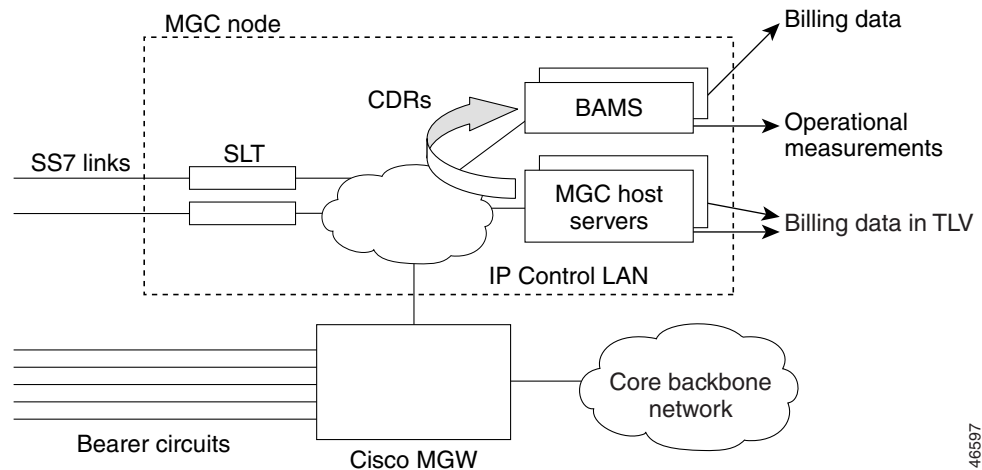 MGC node
Billing data
CDRs
BAMS
Operational
measurements
SS7 links
SLT
MGC host
servers
Billing data in TLV
IP Control LAN
Core backbone
network
Bearer circuits
Cisco MGW
46597